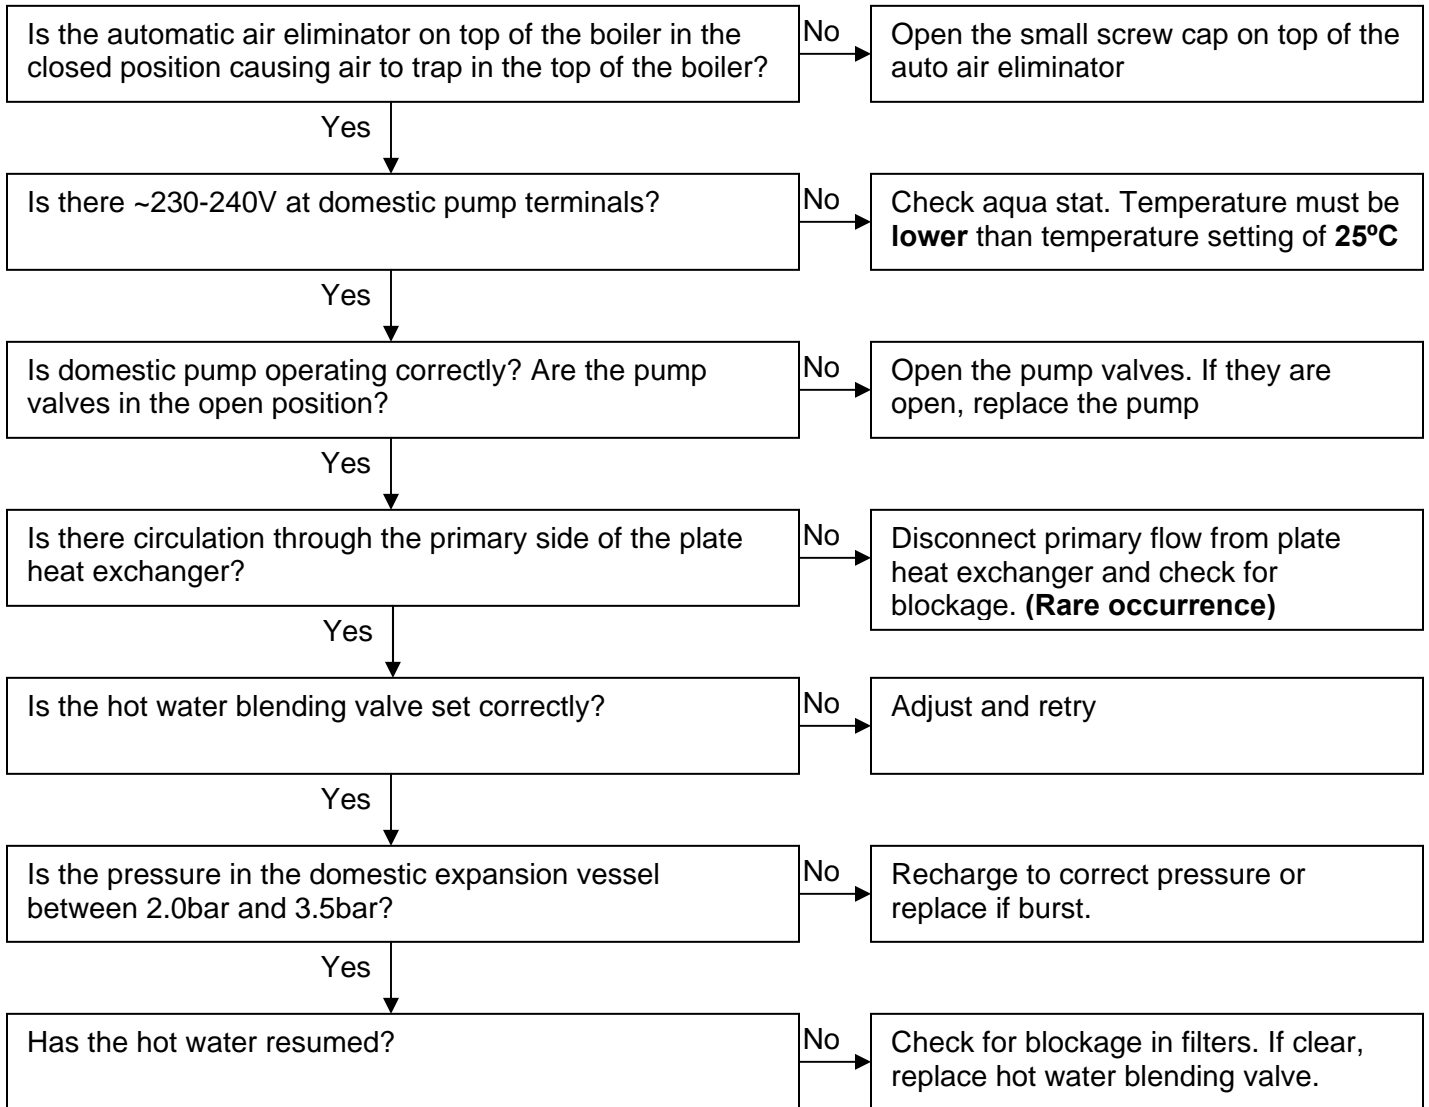 Is the automatic air eliminator on top of the boiler in the
closed position causing air to trap in the top of the boiler?
No
Open the small screw cap on top of the
auto air eliminator
Yes
Is there ~230-240V at domestic pump terminals?
No
Check aqua stat. Temperature must be
lower than temperature setting of 25ºC
Yes
Is domestic pump operating correctly? Are the pump
valves in the open position?
No
Open the pump valves. If they are
open, replace the pump
Yes
Is there circulation through the primary side of the plate
heat exchanger?
No
Disconnect primary flow from plate
heat exchanger and check for
blockage. (Rare occurrence)
Yes
Is the hot water blending valve set correctly?
No
Adjust and retry
Yes
Is the pressure in the domestic expansion vessel
between 2.0bar and 3.5bar?
No
Recharge to correct pressure or
replace if burst.
Yes
Has the hot water resumed?
No
Check for blockage in filters. If clear,
replace hot water blending valve.